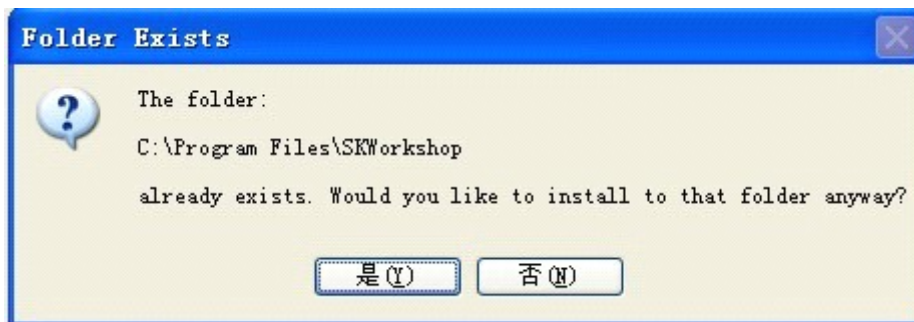 Folder Exists
The folder:
C:\Program Files\SKWorkshop
already exists. Would you like to install to that folder anyway?
是(Y) 否(N)